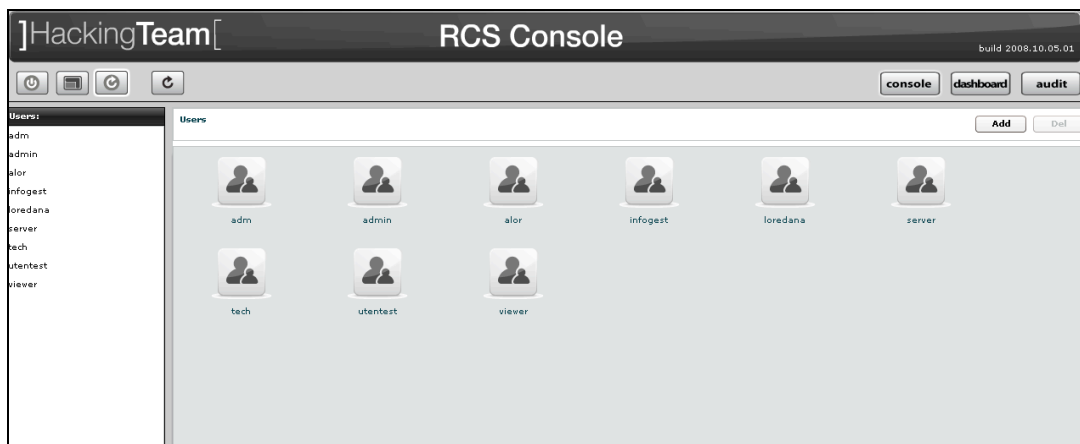 ]HackingTeam[
RCS Console
build 2008.10.05.01
console dashboard audit
Users:
adm
admin
alor
infogest
loredana
server
tech
utentest
viewer
Users
Add Del
adm admin alor infogest loredana server
tech utentest viewer